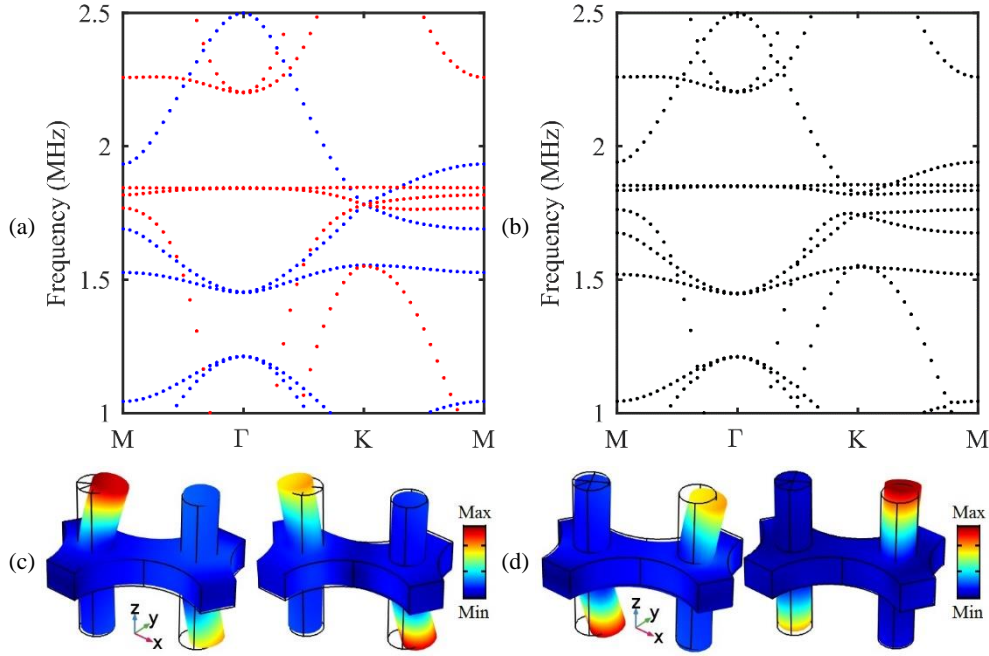 2.5
2
1.5
1
Frequency (MHz)
(a)
M Γ K M
2.5
2
1.5
1
Frequency (MHz)
(b)
M Γ K M
(c)
z
y
x
Max
Min
(d)
z
y
x
Max
Min